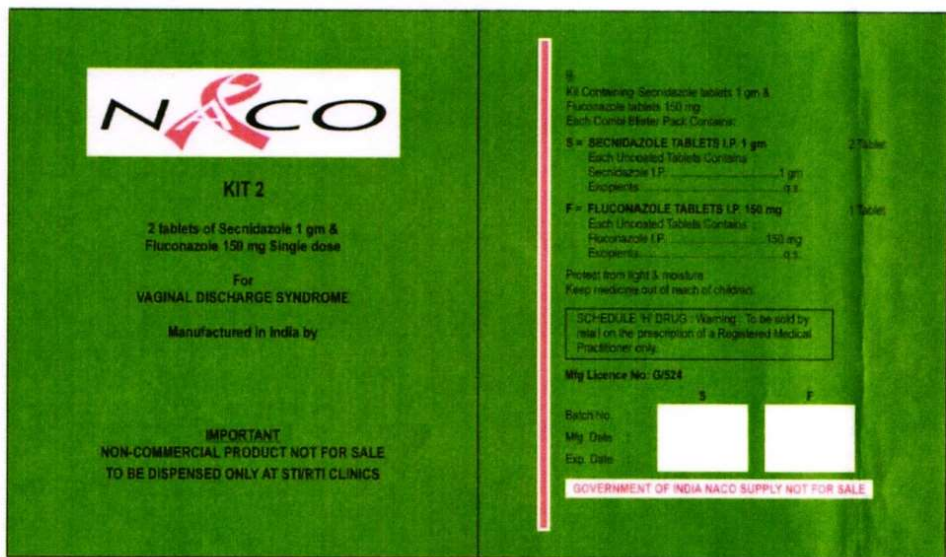 NACO
KIT 2
2 tablets of Secnidazole 1 gm &
Fluconazole 150 mg Single dose
For
VAGINAL DISCHARGE SYNDROME
Manufactured in India by
IMPORTANT
NON-COMMERCIAL PRODUCT NOT FOR SALE
TO BE DISPENSED ONLY AT STI/RTI CLINICS
Kit Containing Secnidazole tablets 1 gm &
Fluconazole tablets 150 mg
Each Combi Blister Pack Contains:
S = SECNIDAZOLE TABLETS I.P. 1 gm 2 Tablet
Each Uncoated Tablets Contains
Secnidazole I.P. ........................... 1 gm
Excipients ................................... q.s.
F = FLUCONAZOLE TABLETS I.P. 150 mg 1 Tablet
Each Uncoated Tablets Contains :
Fluconazole I.P. ........................ 150 mg
Excipients ................................... q.s.
Protect from light & moisture
Keep medicine out of reach of children.
SCHEDULE 'H' DRUG : Warning : To be sold by
retail on the prescription of a Registered Medical
Practitioner only.
Mfg Licence No: G/524
S F
Batch No.
Mfg. Date :
Exp. Date
GOVERNMENT OF INDIA NACO SUPPLY NOT FOR SALE